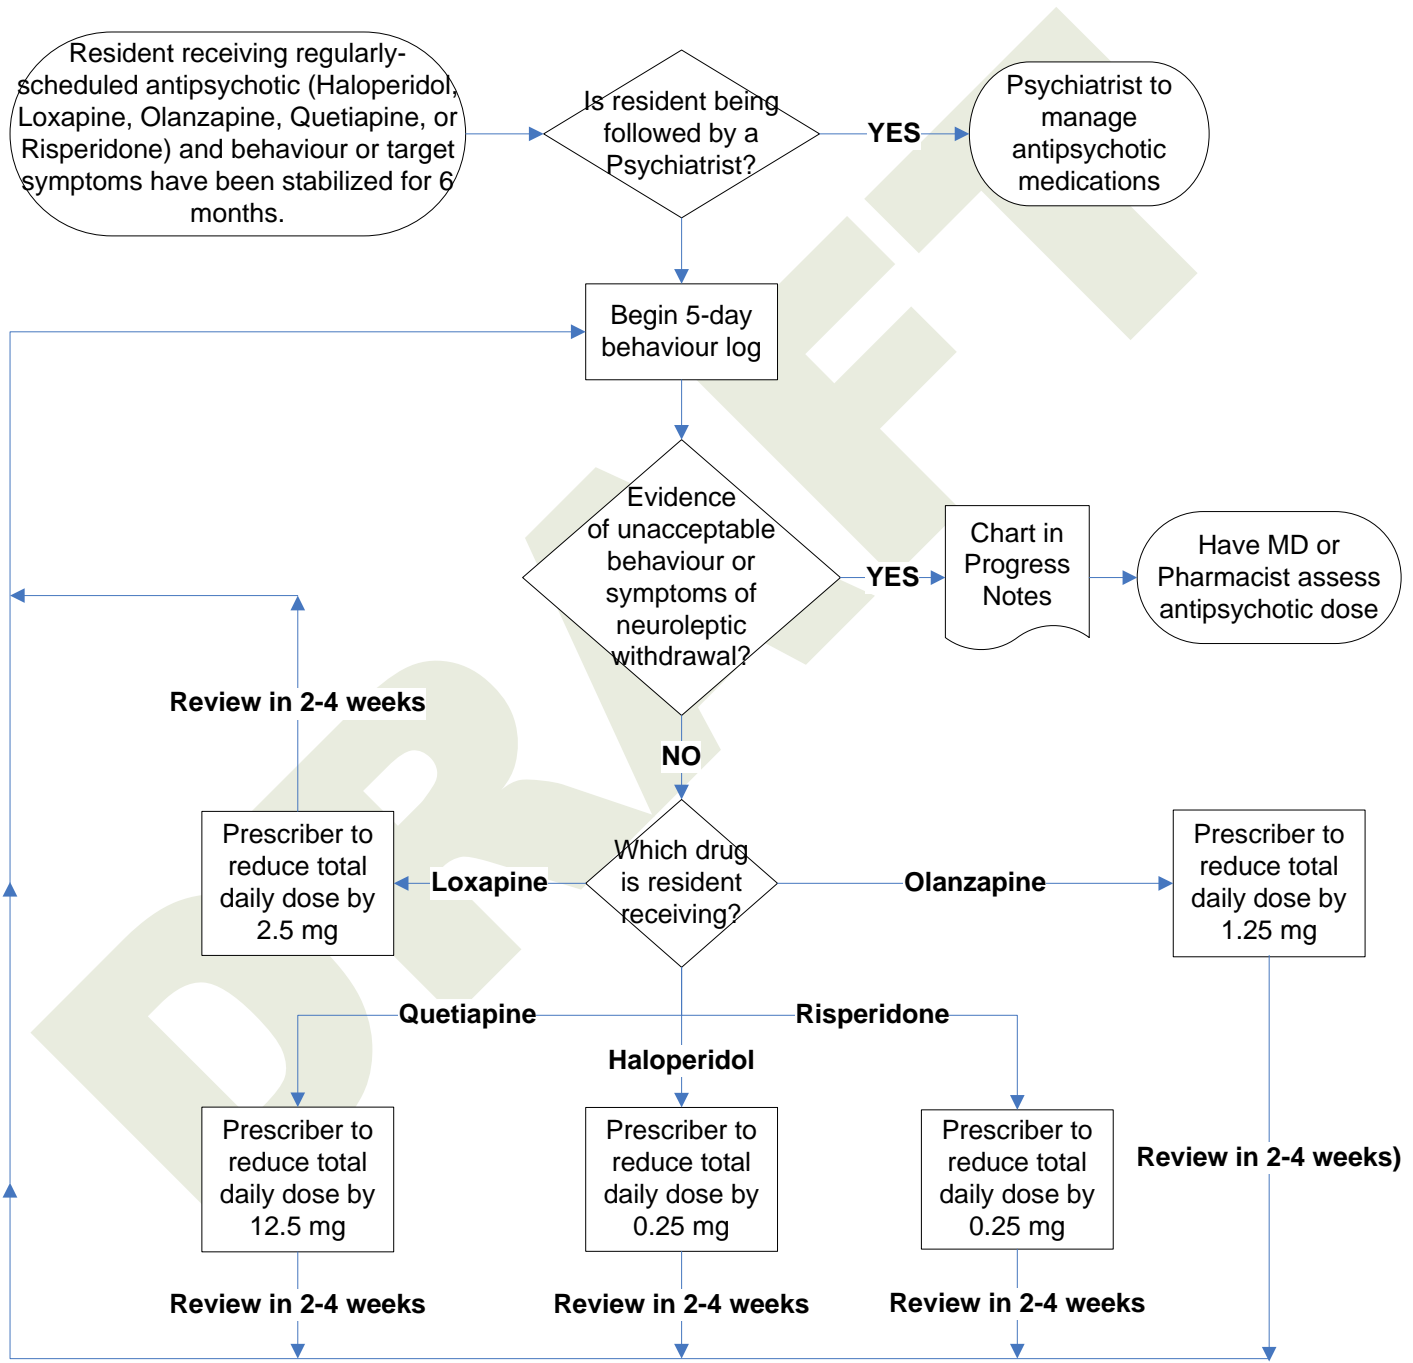 Resident receiving regularly-
scheduled antipsychotic (Haloperidol,
Loxapine, Olanzapine, Quetiapine, or
Risperidone) and behaviour or target
symptoms have been stabilized for 6
months.
Is resident being
followed by a
Psychiatrist?
YES
Psychiatrist to
manage
antipsychotic
medications
Begin 5-day
behaviour log
Evidence
of unacceptable
behaviour or
symptoms of
neuroleptic
withdrawal?
YES
Chart in
Progress
Notes
Have MD or
Pharmacist assess
antipsychotic dose
Review in 2-4 weeks
NO
Prescriber to
reduce total
daily dose by
2.5 mg
Loxapine
Which drug
is resident
receiving?
Olanzapine
Prescriber to
reduce total
daily dose by
1.25 mg
Quetiapine
Risperidone
Haloperidol
Prescriber to
reduce total
daily dose by
12.5 mg
Prescriber to
reduce total
daily dose by
0.25 mg
Prescriber to
reduce total
daily dose by
0.25 mg
Review in 2-4 weeks)
Review in 2-4 weeks
Review in 2-4 weeks
Review in 2-4 weeks
DRAFT